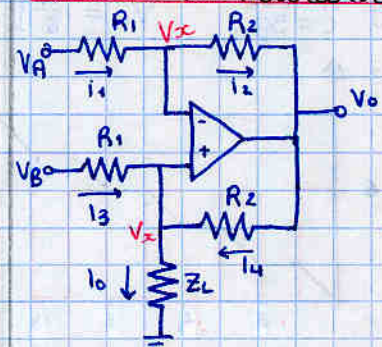 R₁ Vx R₂
VA
i₁ i₂
Vo
- 
R₁
+
VB
R₂
i₃
Vx
i₄
Io ZL